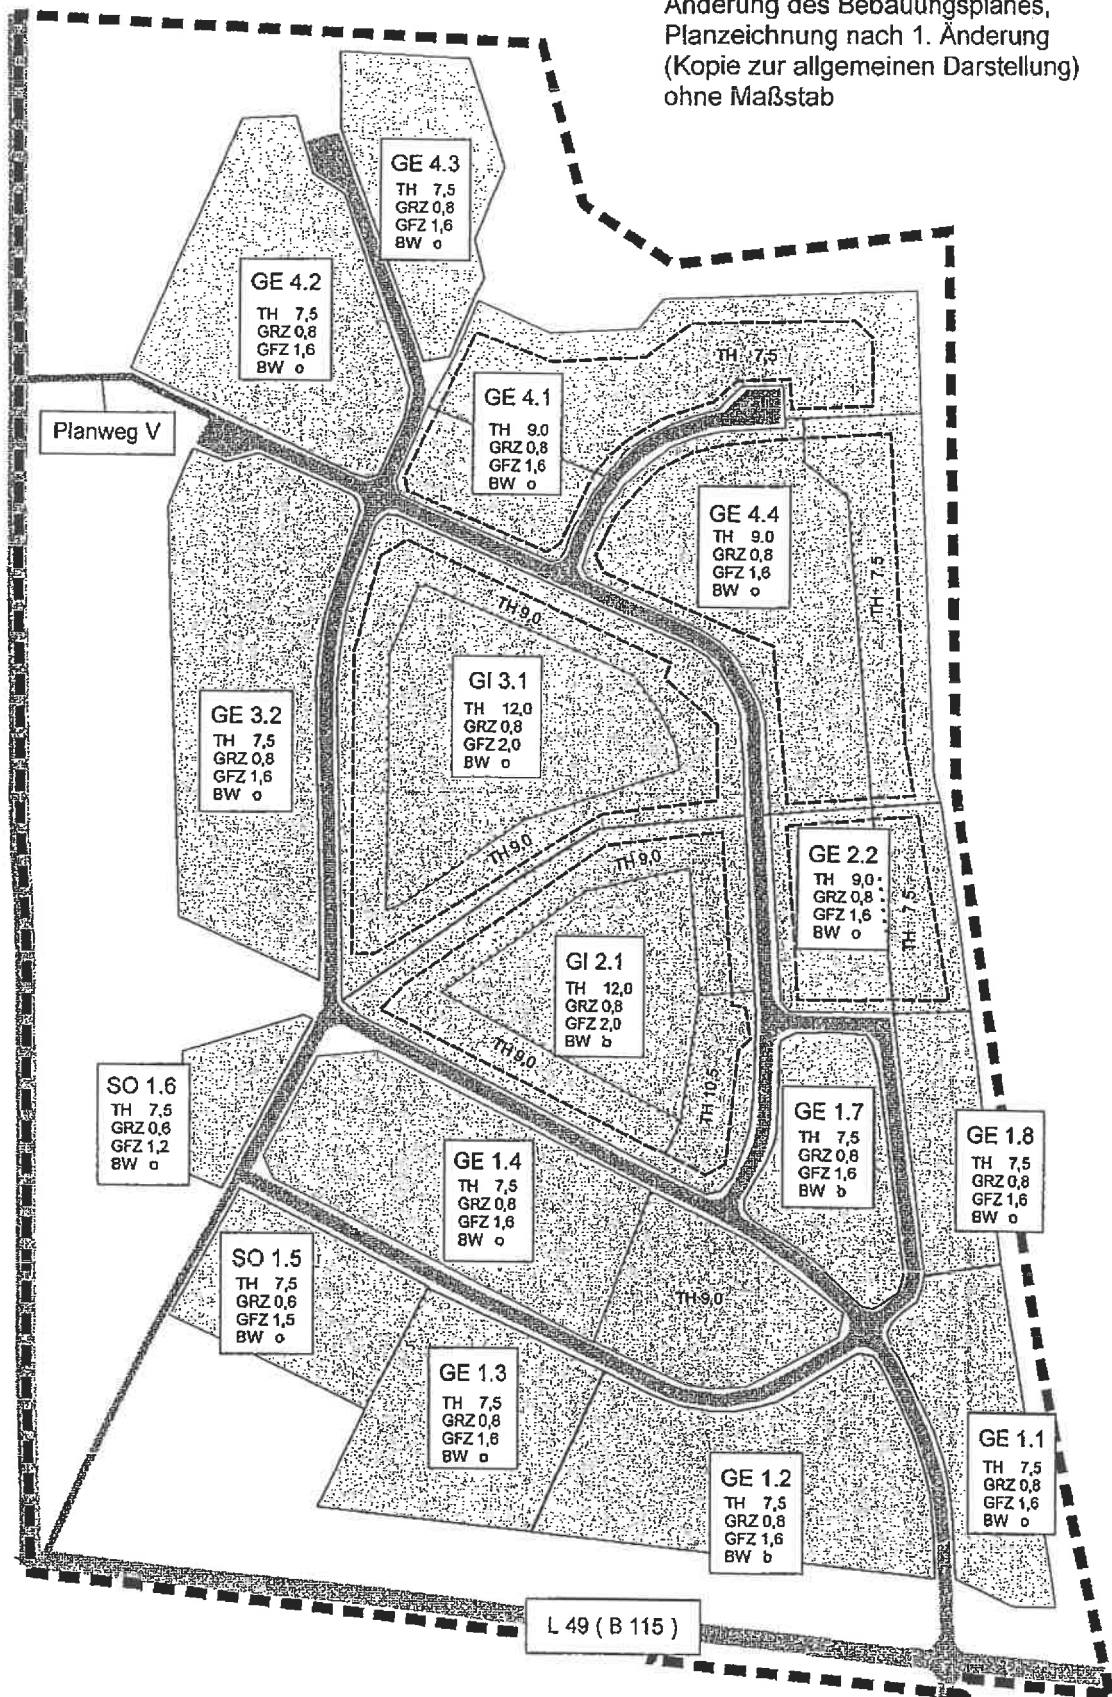 Änderung des Bebauungsplanes,
Planzeichnung nach 1. Änderung
(Kopie zur allgemeinen Darstellung)
ohne Maßstab
GE 4.3
TH 7,5
GRZ 0,8
GFZ 1,6
BW o
GE 4.2
TH 7,5
GRZ 0,8
GFZ 1,6
BW o
TH 7,5
GE 4.1
TH 9.0
GRZ 0,8
GFZ 1,6
BW o
Planweg V
GE 4.4
TH 9.0
GRZ 0,8
GFZ 1,6
BW o
TH 7,5
TH 9,0
GI 3.1
TH 12,0
GRZ 0,8
GFZ 2,0
BW o
GE 3.2
TH 7,5
GRZ 0,8
GFZ 1,6
BW o
TH 9,0
TH 9,0
GE 2.2
TH 9,0
GRZ 0,8
GFZ 1,6
BW o
TH 7,5
GI 2.1
TH 12,0
GRZ 0,8
GFZ 2,0
BW b
TH 9,0
TH 10,5
SO 1.6
TH 7,5
GRZ 0,6
GFZ 1,2
BW o
GE 1.7
TH 7,5
GRZ 0,8
GFZ 1,6
BW b
GE 1.8
TH 7,5
GRZ 0,8
GFZ 1,6
BW o
GE 1.4
TH 7,5
GRZ 0,8
GFZ 1,6
BW o
SO 1.5
TH 7,5
GRZ 0,6
GFZ 1,5
BW o
TH 9,0
GE 1.3
TH 7,5
GRZ 0,8
GFZ 1,6
BW o
GE 1.1
TH 7,5
GRZ 0,8
GFZ 1,6
BW o
GE 1.2
TH 7,5
GRZ 0,8
GFZ 1,6
BW b
L 49 ( B 115 )